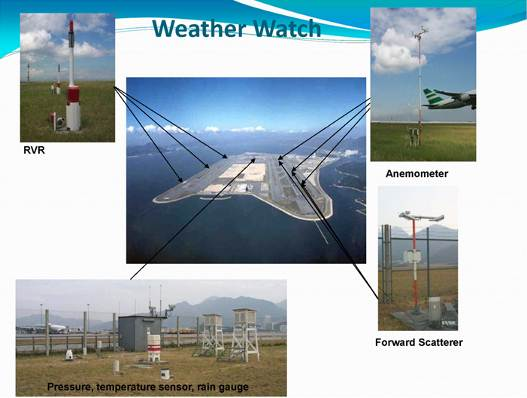 Weather Watch
RVR
Anemometer
Forward Scatterer
Pressure, temperature sensor, rain gauge